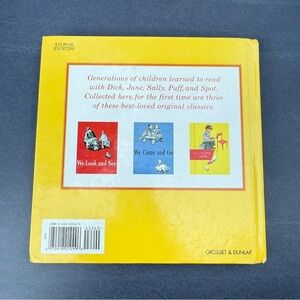 Generations of children learned to read
with Dick, Jane, Sally, Puff, and Spot.
Collected here for the first time are three
of these best-loved original classics.
We Look and See
We Come and Go
GROSSET & DUNLAP